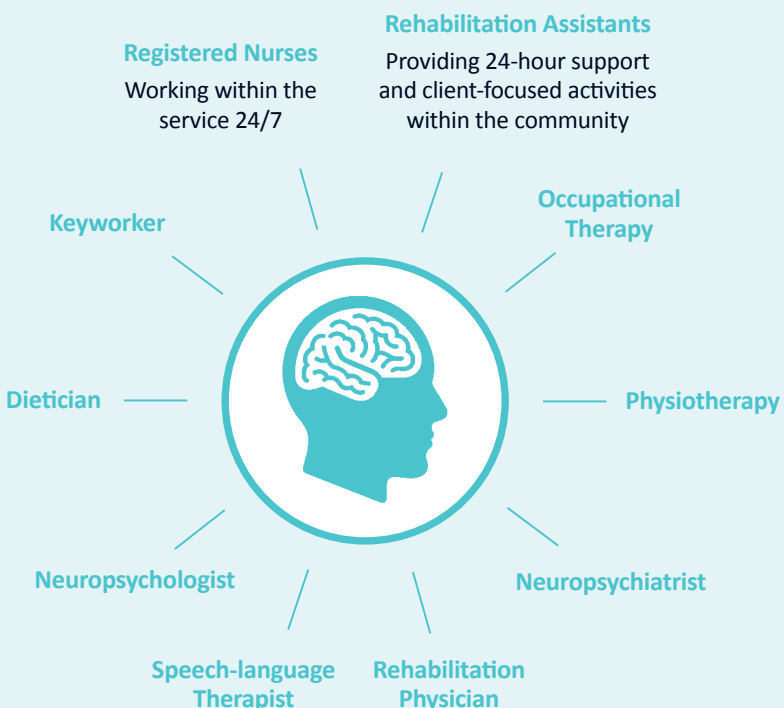 Rehabilitation Assistants
Providing 24-hour support
and client-focused activities
within the community
Registered Nurses
Working within the
service 24/7
Occupational
Therapy
Keyworker
Dietician
Physiotherapy
Neuropsychologist
Neuropsychiatrist
Speech-language
Therapist
Rehabilitation
Physician